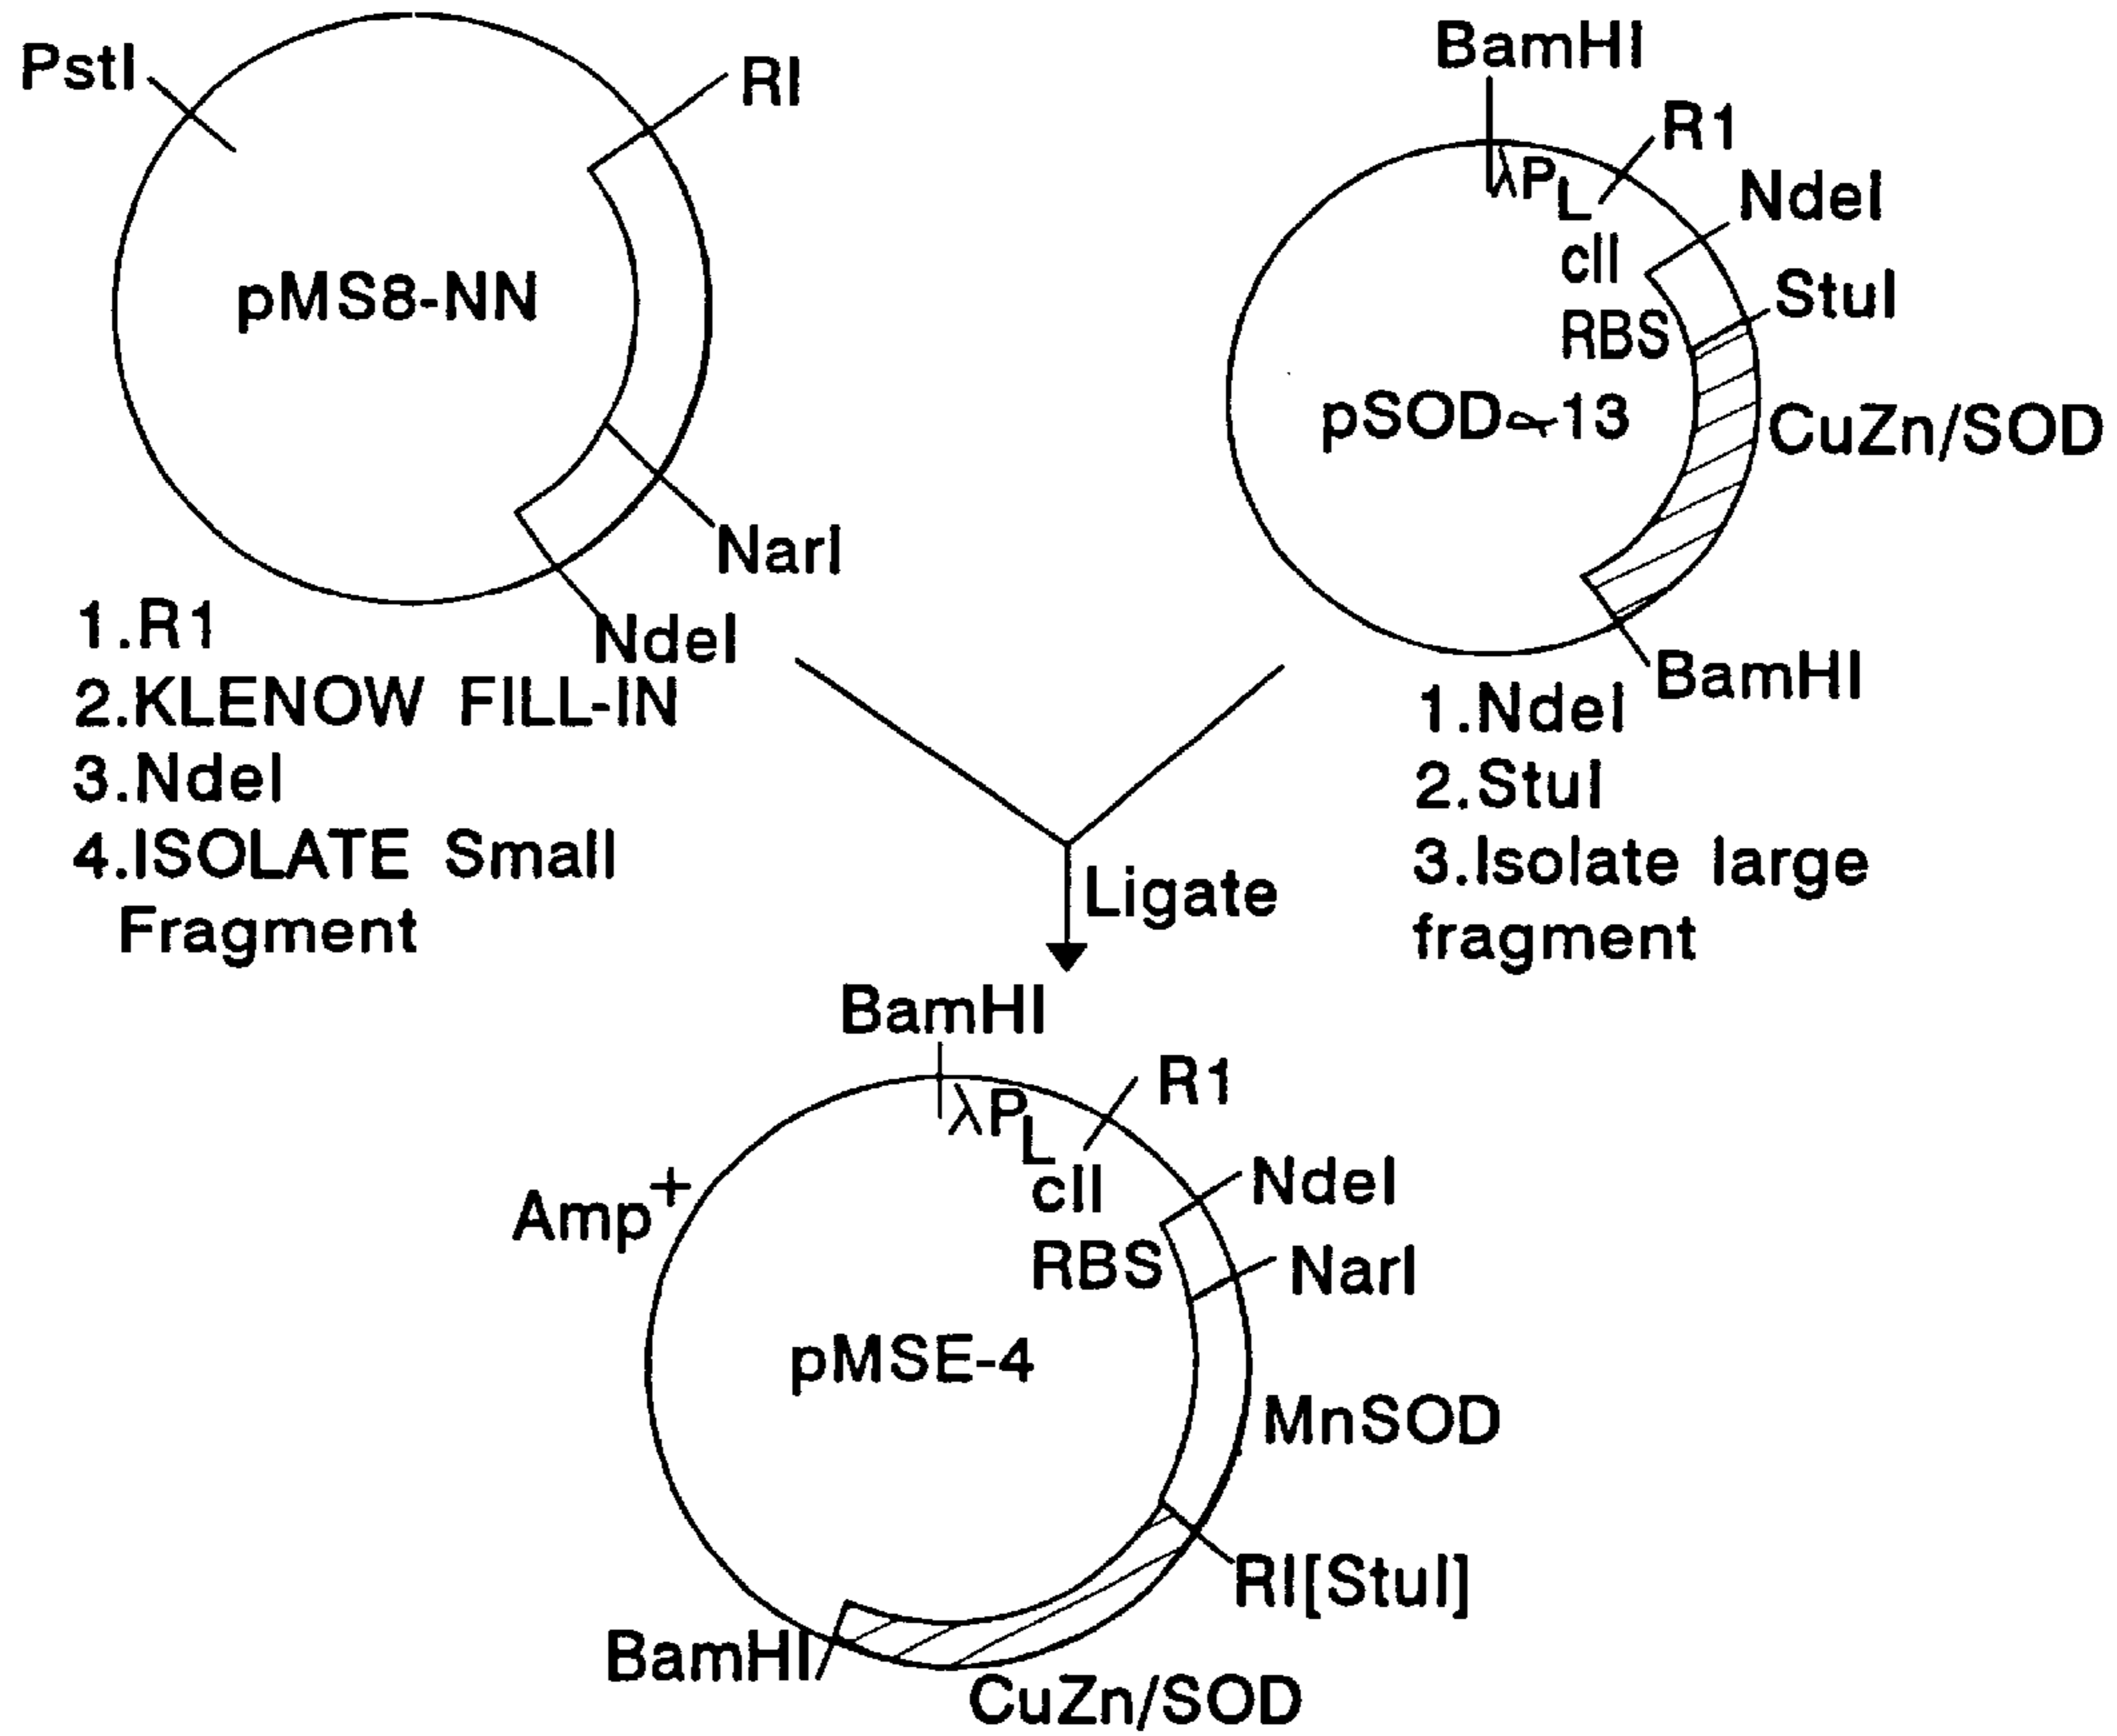 PstI
RI
pMS8-NN
NarI
NdeI
1.R1
2.KLENOW FILL-IN
3.NdeI
4.ISOLATE Small
Fragment
BamHI
R1
λPL
NdeI
cII
StuI
RBS
pSODα13
CuZn/SOD
BamHI
1.NdeI
2.StuI
3.Isolate large
fragment
Ligate
BamHI
R1
λPL
NdeI
cII
Amp+
RBS
NarI
pMSE-4
MnSOD
RI[StuI]
BamHI
CuZn/SOD